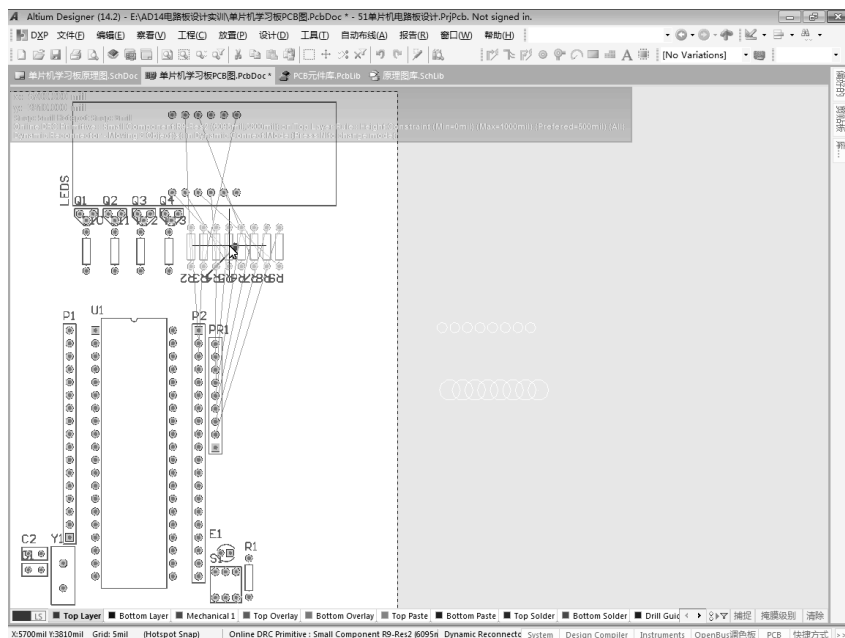 Altium Designer (14.2) - E:\AD14电路板设计实训\单片机学习板PCB图.PcbDoc * - 51单片机电路板设计.PrjPcb. Not signed in.
DXP 文件(F) 编辑(E) 察看(V) 工程(C) 放置(P) 设计(D) 工具(T) 自动布线(A) 报告(R) 窗口(W) 帮助(H)
[No Variations]
单片机学习板原理图.SchDoc 单片机学习板PCB图.PcbDoc * PCB元件库.PcbLib 原理图库.SchLib
LEDS
Q1 Q2 Q3 Q4
P1 U1 P2 PR1
C2 Y1 E1
S1 R1
LS Top Layer Bottom Layer Mechanical 1 Top Overlay Bottom Overlay Top Paste Bottom Paste Top Solder Bottom Solder Drill Guid 捕捉 掩膜级别 清除
X:5700mil Y:3810mil Grid: 5mil (Hotspot Snap) Online DRC Primitive : Small Component R9-Res2 (6095n Dynamic Reconnecto System Design Compiler Instruments OpenBus调色板 PCB 快捷方式 >>